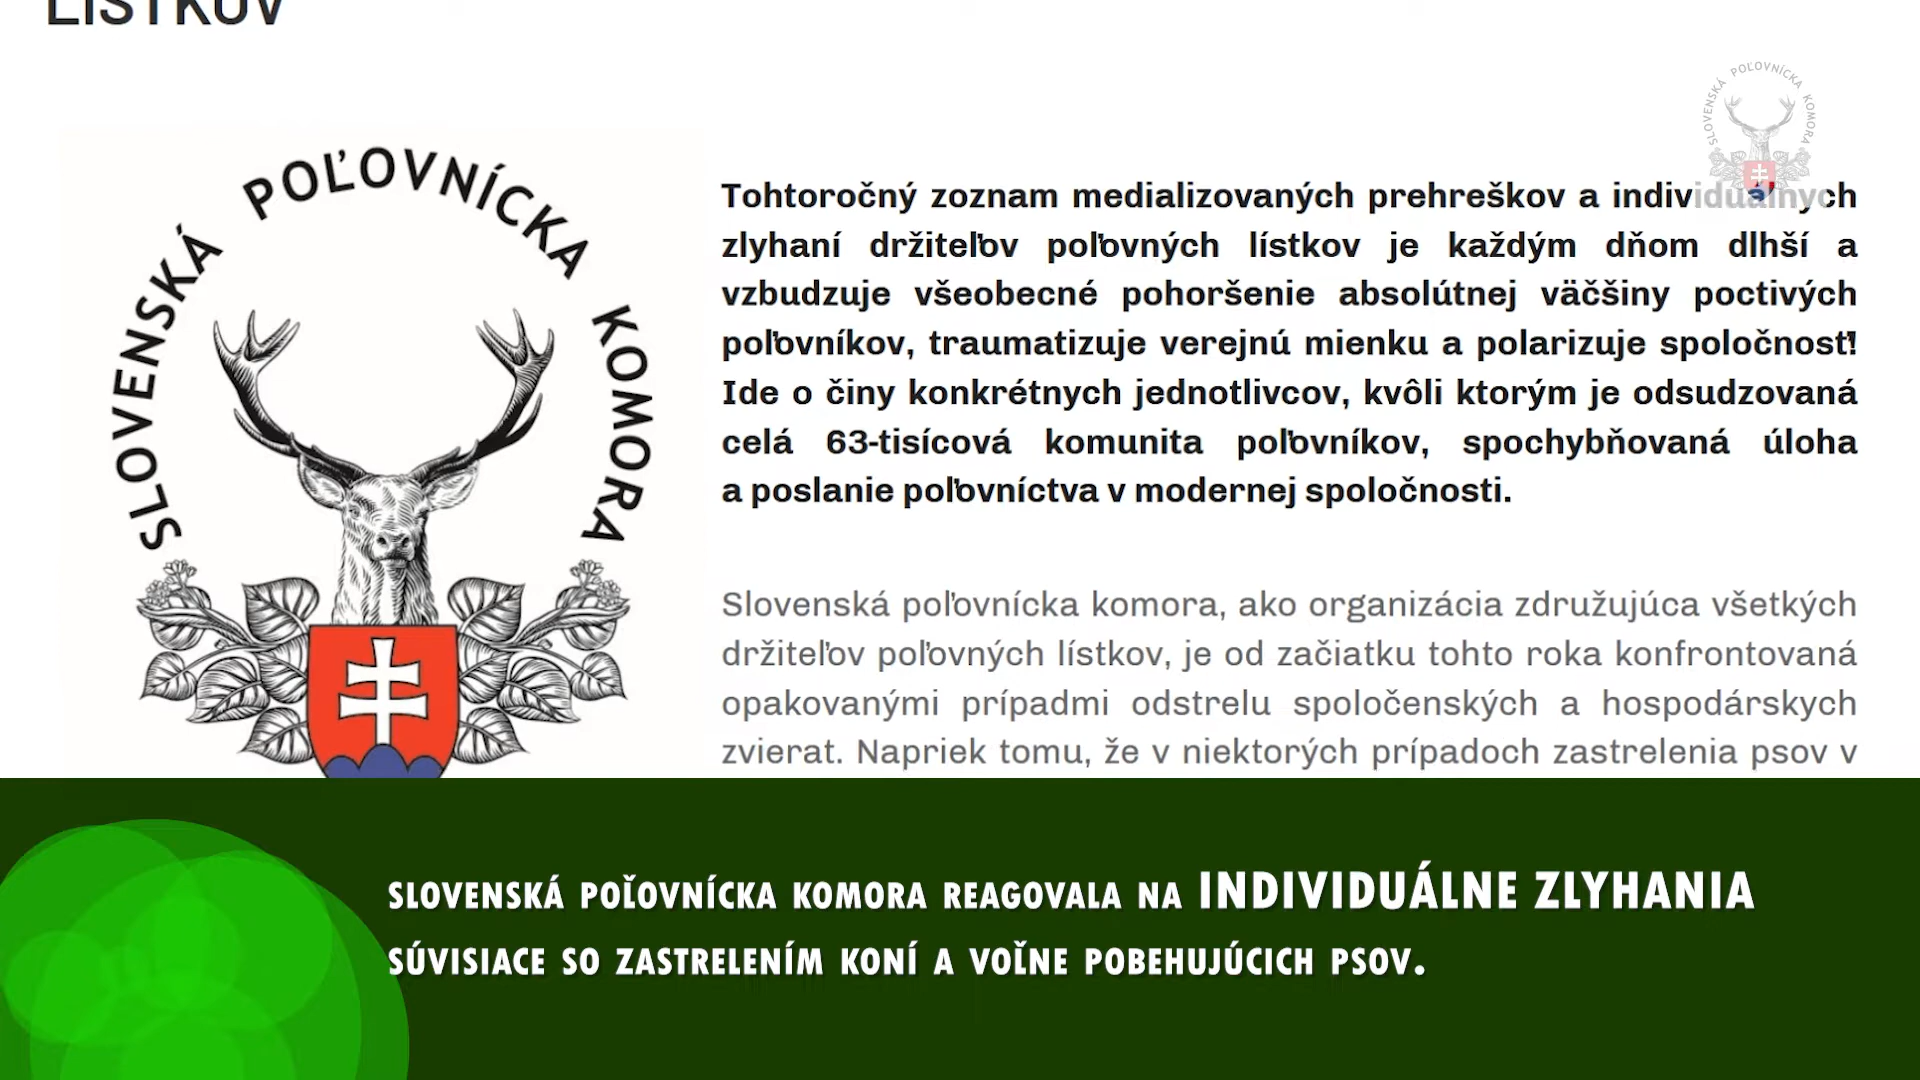 LÍSTKOV
SLOVENSKÁ POĽOVNÍCKA KOMORA
SLOVENSKÁ POĽOVNÍCKA KOMORA
Tohtoročný zoznam medializovaných prehreškov a individuálnych
zlyhaní držiteľov poľovných lístkov je každým dňom dlhší a
vzbudzuje všeobecné pohoršenie absolútnej väčšiny poctivých
poľovníkov, traumatizuje verejnú mienku a polarizuje spoločnosť!
Ide o činy konkrétnych jednotlivcov, kvôli ktorým je odsudzovaná
celá 63-tisícová komunita poľovníkov, spochybňovaná úloha
a poslanie poľovníctva v modernej spoločnosti.
Slovenská poľovnícka komora, ako organizácia združujúca všetkých
držiteľov poľovných lístkov, je od začiatku tohto roka konfrontovaná
opakovanými prípadmi odstrelu spoločenských a hospodárskych
zvierat. Napriek tomu, že v niektorých prípadoch zastrelenia psov v
SLOVENSKÁ POĽOVNÍCKA KOMORA REAGOVALA NA INDIVIDUÁLNE ZLYHANIA
SÚVISIACE SO ZASTRELENÍM KONÍ A VOĽNE POBEHUJÚCICH PSOV.